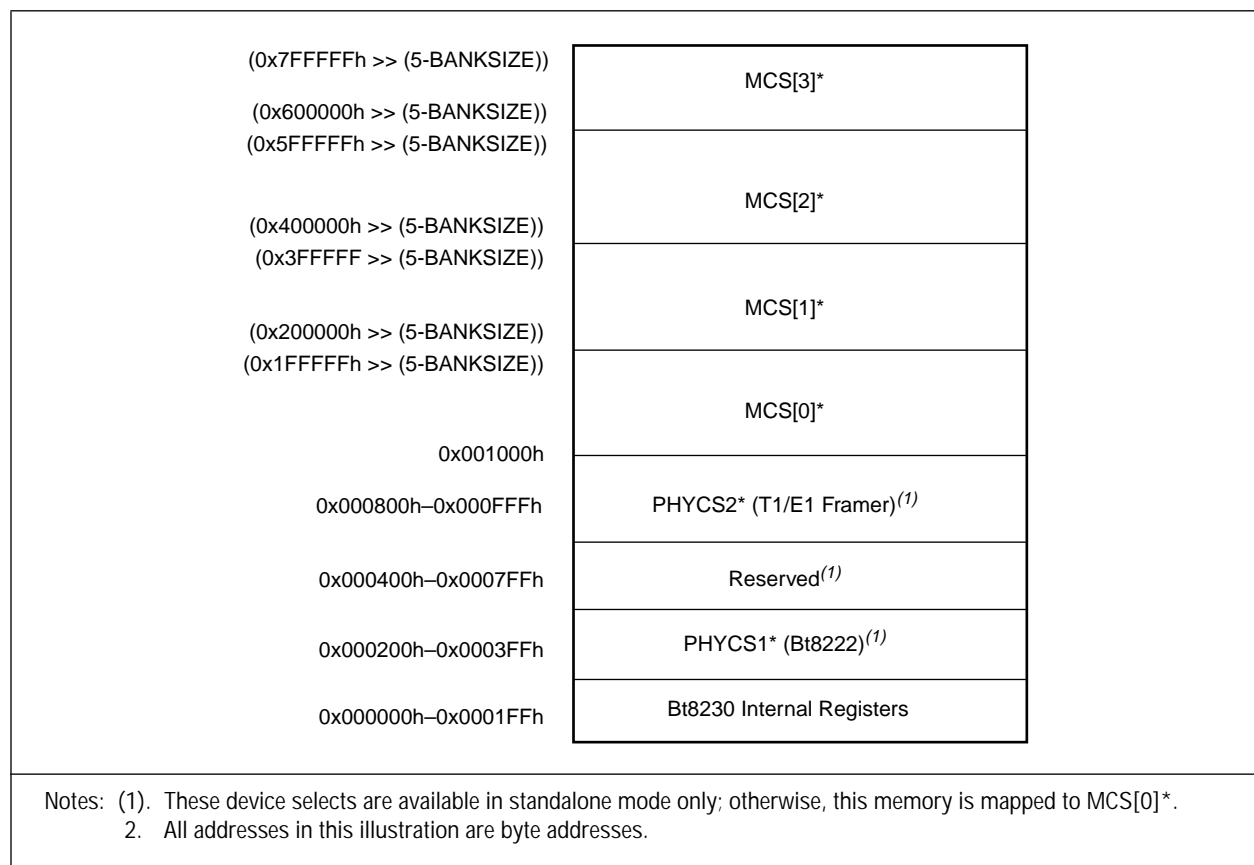 (0x7FFFFFh >> (5-BANKSIZE))
MCS[3]*
(0x600000h >> (5-BANKSIZE))
(0x5FFFFFh >> (5-BANKSIZE))
MCS[2]*
(0x400000h >> (5-BANKSIZE))
(0x3FFFFF >> (5-BANKSIZE))
MCS[1]*
(0x200000h >> (5-BANKSIZE))
(0x1FFFFFh >> (5-BANKSIZE))
MCS[0]*
0x001000h
0x000800h–0x000FFFh PHYCS2* (T1/E1 Framer)(1)
0x000400h–0x0007FFh Reserved(1)
0x000200h–0x0003FFh PHYCS1* (Bt8222)(1)
0x000000h–0x0001FFh Bt8230 Internal Registers
Notes: (1). These device selects are available in standalone mode only; otherwise, this memory is mapped to MCS[0]*.
2. All addresses in this illustration are byte addresses.